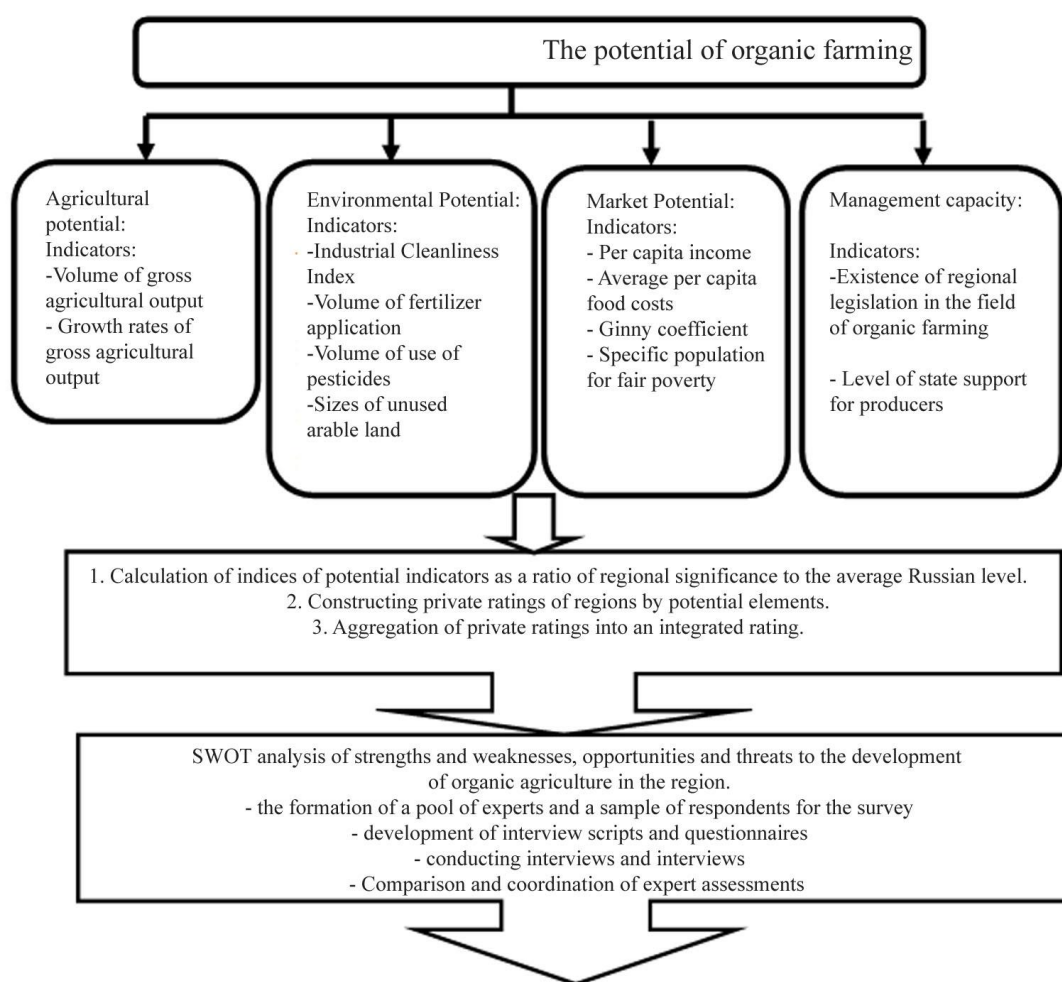 The potential of organic farming
Agricultural
potential:
Indicators:
-Volume of gross
agricultural output
- Growth rates of
gross agricultural
output
Environmental Potential:
Indicators:
-Industrial Cleanliness
Index
-Volume of fertilizer
application
-Volume of use of
pesticides
-Sizes of unused
arable land
Market Potential:
Indicators:
- Per capita income
- Average per capita
food costs
- Ginny coefficient
- Specific population
for fair poverty
Management capacity:
Indicators:
-Existence of regional
legislation in the field
of organic farming
- Level of state support
for producers
1. Calculation of indices of potential indicators as a ratio of regional significance to the average Russian level.
2. Constructing private ratings of regions by potential elements.
3. Aggregation of private ratings into an integrated rating.
SWOT analysis of strengths and weaknesses, opportunities and threats to the development
of organic agriculture in the region.
- the formation of a pool of experts and a sample of respondents for the survey
- development of interview scripts and questionnaires
- conducting interviews and interviews
- Comparison and coordination of expert assessments